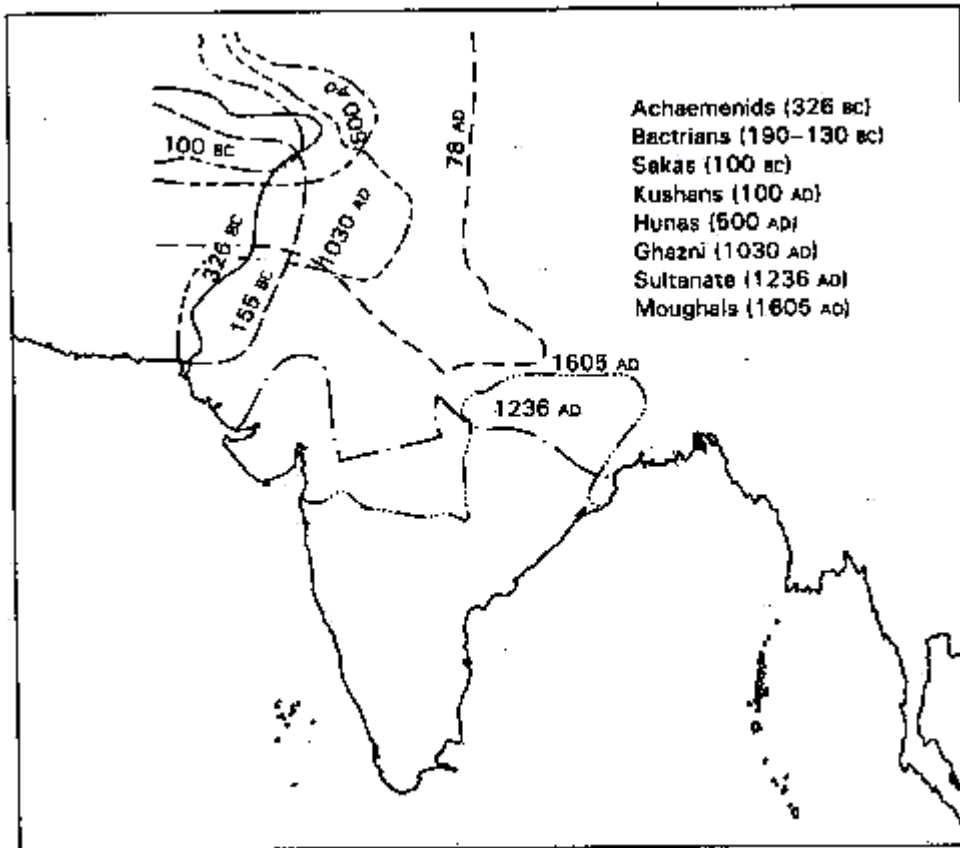 500 AD
100 BC
78 AD
326 BC
1030 AD
155 BC
1605 AD
1236 AD
Achaemenids (326 BC)
Bactrians (190–130 BC)
Sakas (100 BC)
Kushans (100 AD)
Hunas (500 AD)
Ghazni (1030 AD)
Sultanate (1236 AD)
Moughals (1605 AD)